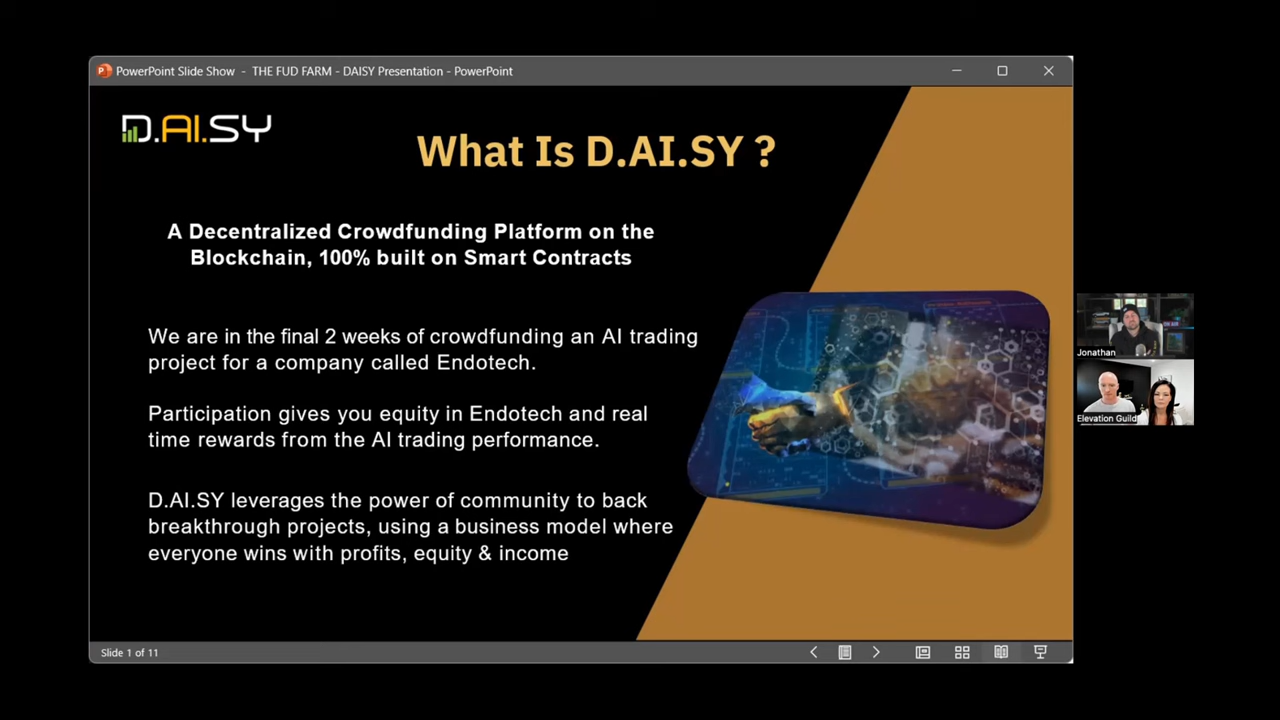 PowerPoint Slide Show - THE FUD FARM - DAISY Presentation - PowerPoint
D.AI.SY
What Is D.AI.SY ?
A Decentralized Crowdfunding Platform on the
Blockchain, 100% built on Smart Contracts
We are in the final 2 weeks of crowdfunding an AI trading
project for a company called Endotech.
Participation gives you equity in Endotech and real
time rewards from the AI trading performance.
D.AI.SY leverages the power of community to back
breakthrough projects, using a business model where
everyone wins with profits, equity & income
Jonathan
Elevation Guild
Slide 1 of 11